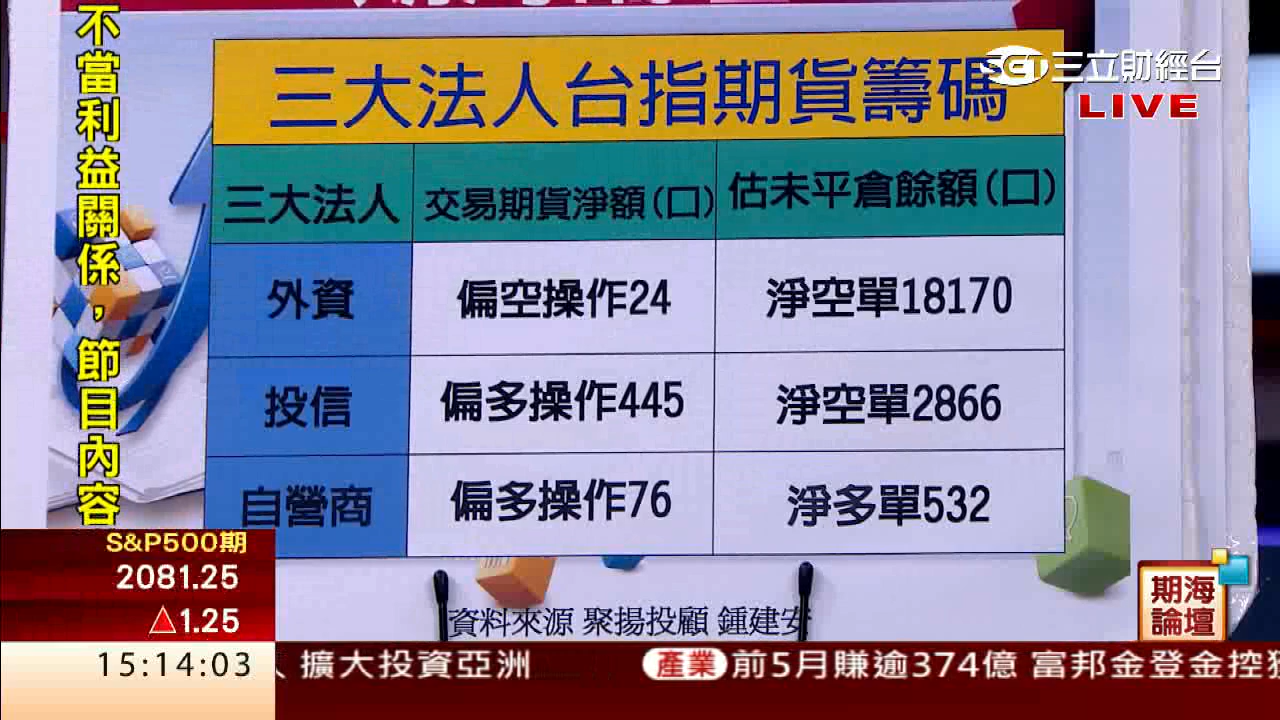 不當利益關係，節目內容
三立財經台
LIVE
三大法人台指期貨籌碼
三大法人 交易期貨淨額(口) 估未平倉餘額(口)
外資 偏空操作24 淨空單18170
投信 偏多操作445 淨空單2866
自營商 偏多操作76 淨多單532
資料來源 聚揚投顧 鍾建安
S&P500期
2081.25
△1.25
期海
論壇
15:14:03
擴大投資亞洲 產業 前5月賺逾374億 富邦金登金控